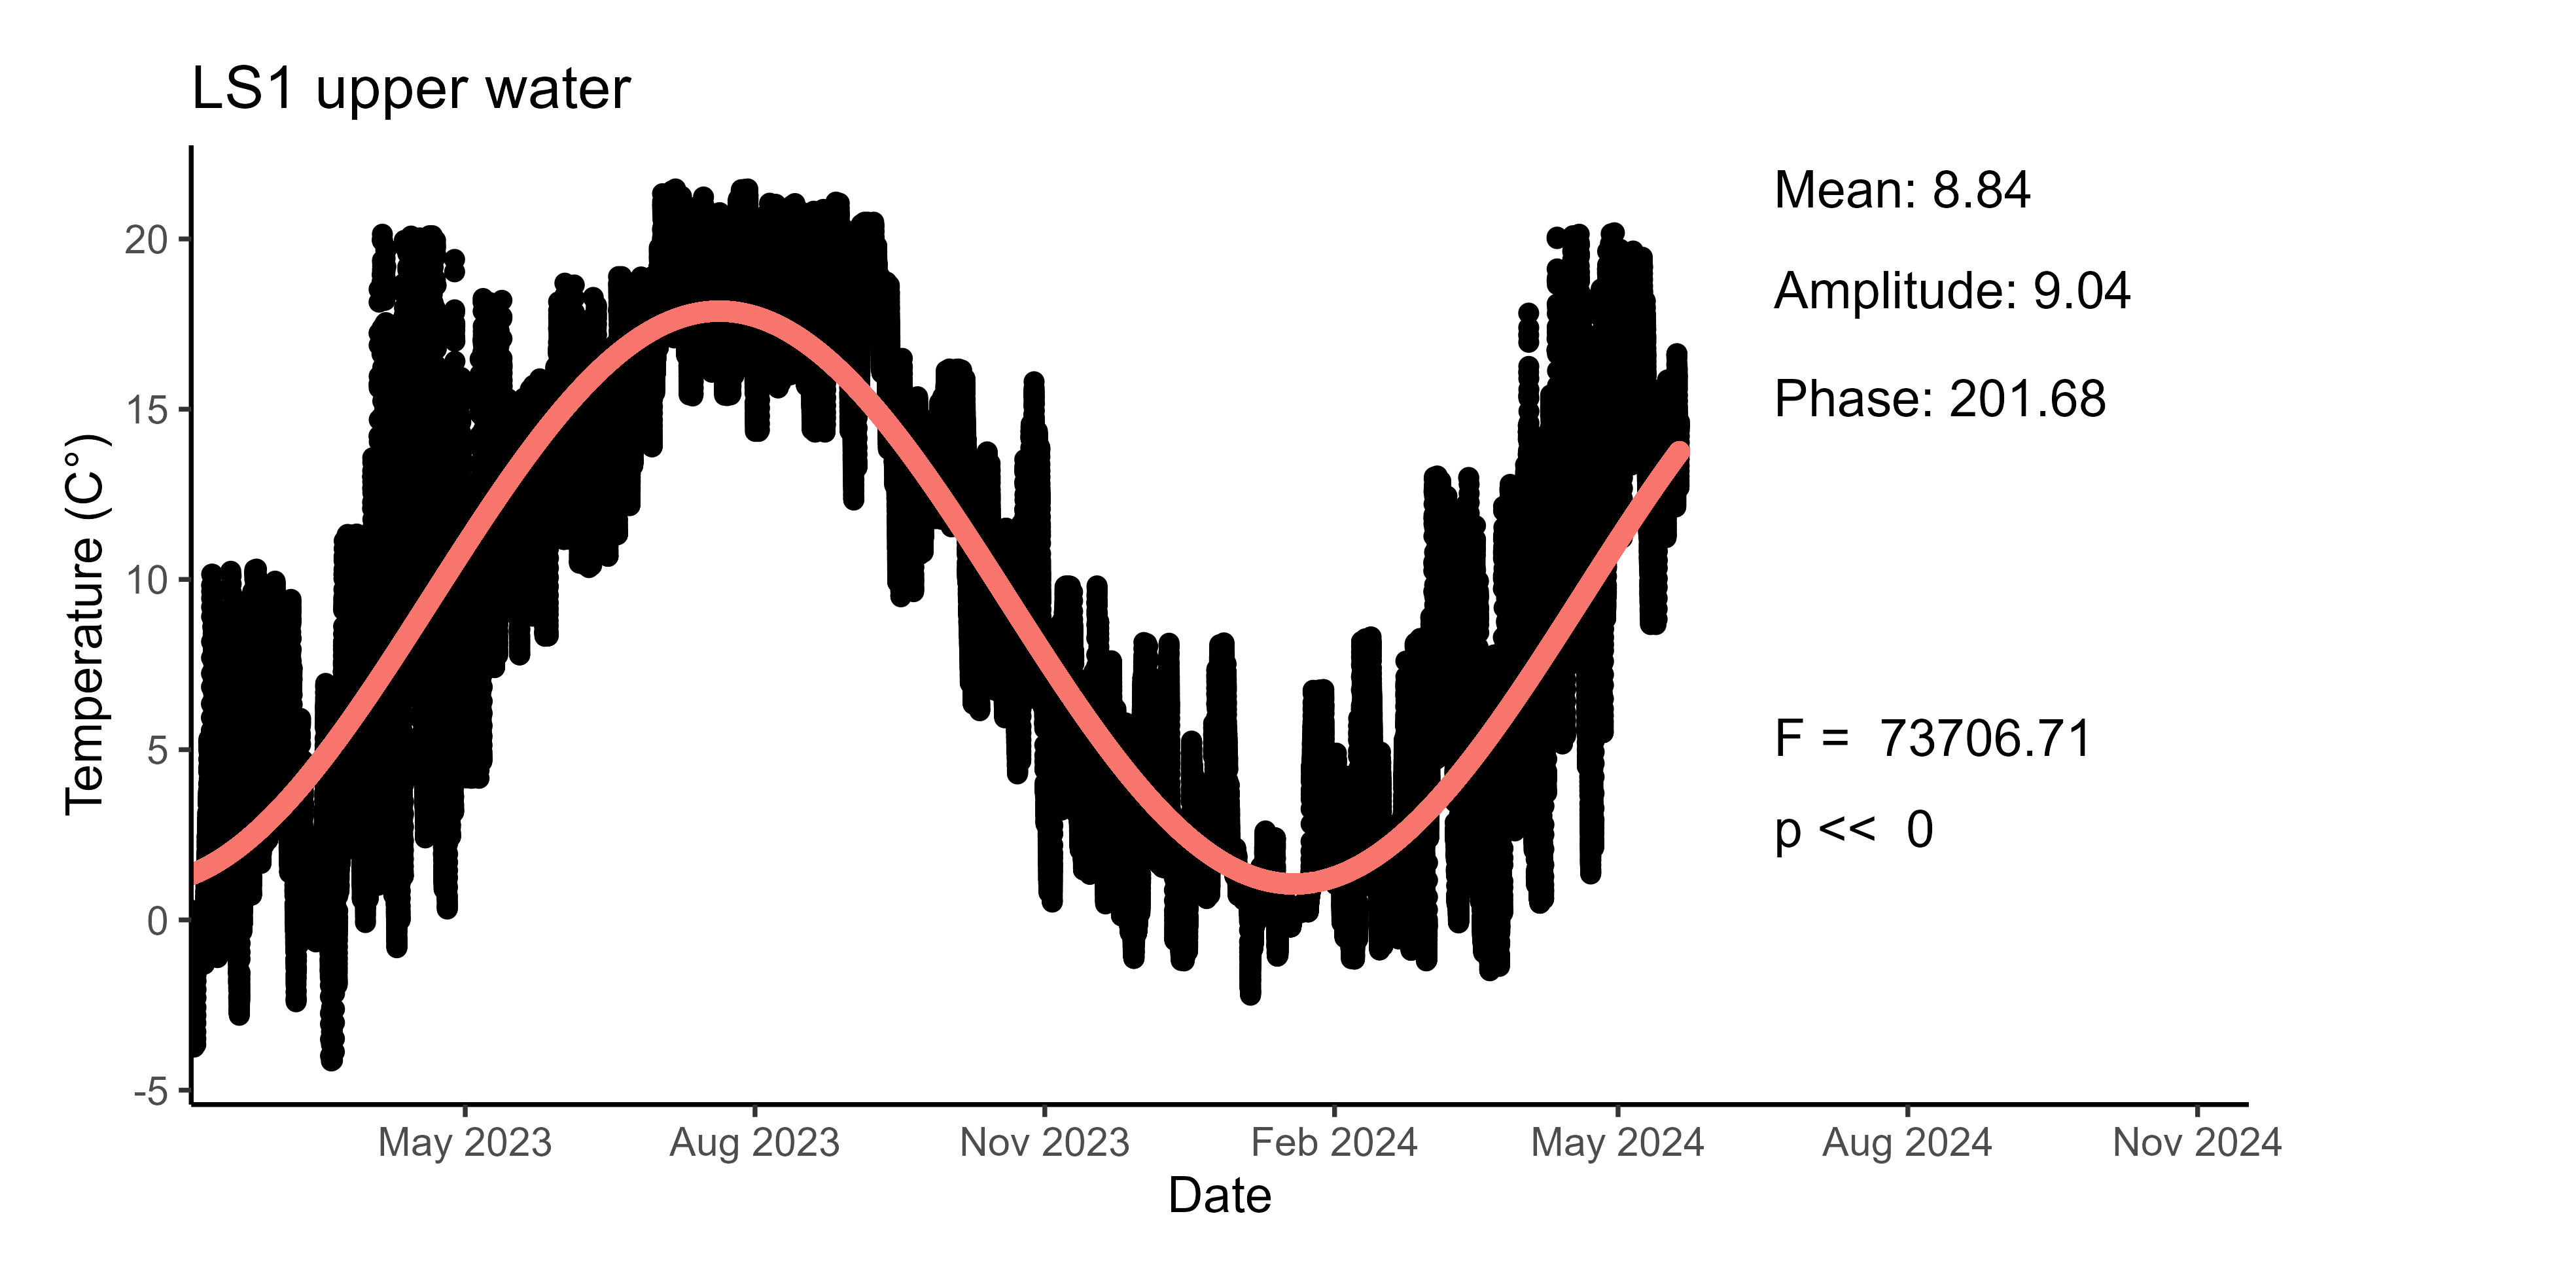 LS1 upper water
Mean: 8.84
Amplitude: 9.04
Phase: 201.68
F =  73706.71
p <<  0
Temperature (C°)
20
15
10
5
0
-5
May 2023
Aug 2023
Nov 2023
Feb 2024
May 2024
Aug 2024
Nov 2024
Date